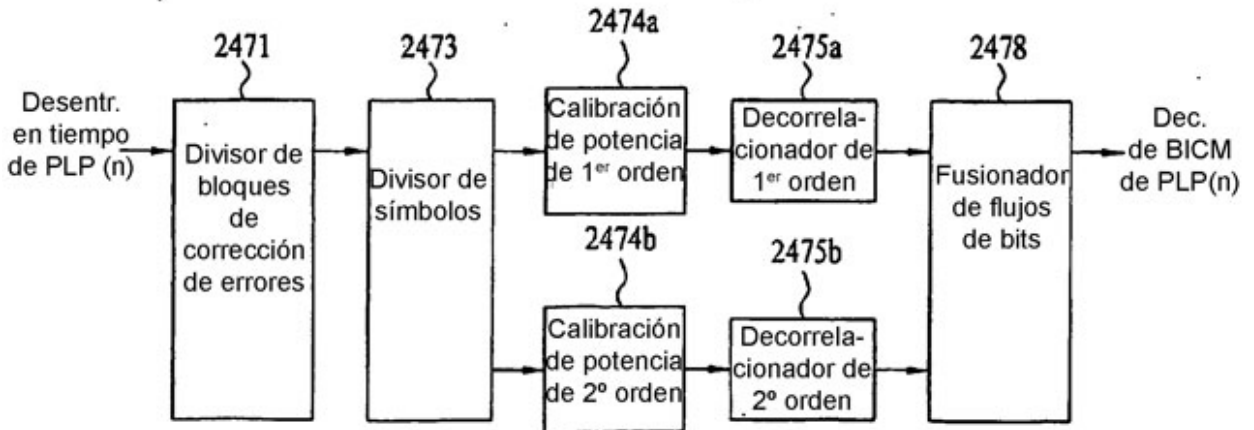 2471
2473
2474a
2475a
2478
Desentr.
en tiempo
de PLP (n)
Divisor de
bloques
de
corrección
de errores
Divisor de
símbolos
Calibración
de potencia
de 1er orden
Decorrela-
cionador de
1er orden
Fusionador
de flujos
de bits
Dec.
de BICM
de PLP(n)
2474b
2475b
Calibración
de potencia
de 2º orden
Decorrela-
cionador de
2º orden